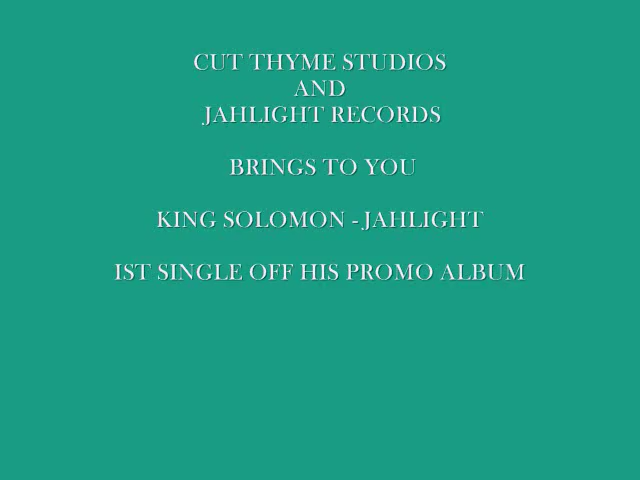 CUT THYME STUDIOS
AND
JAHLIGHT RECORDS
BRINGS TO YOU
KING SOLOMON - JAHLIGHT
IST SINGLE OFF HIS PROMO ALBUM